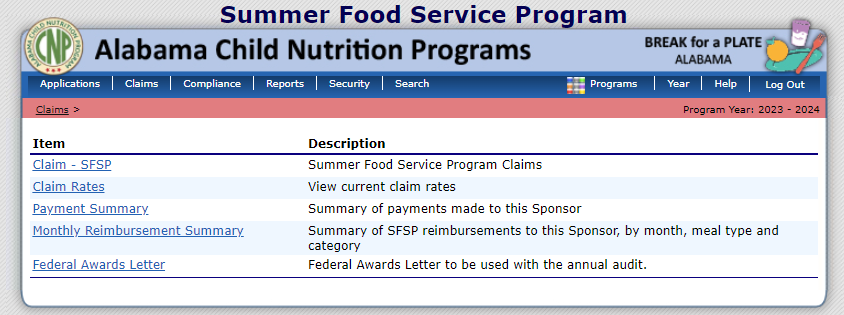 Summer Food Service Program
ALABAMA CHILD NUTRITION PROGRAM
CNP
Alabama Child Nutrition Programs
BREAK for a PLATE
ALABAMA
Applications Claims Compliance Reports Security Search Programs Year Help Log Out
Claims > Program Year: 2023 - 2024
Item Description
Claim - SFSP Summer Food Service Program Claims
Claim Rates View current claim rates
Payment Summary Summary of payments made to this Sponsor
Monthly Reimbursement Summary Summary of SFSP reimbursements to this Sponsor, by month, meal type and
category
Federal Awards Letter Federal Awards Letter to be used with the annual audit.